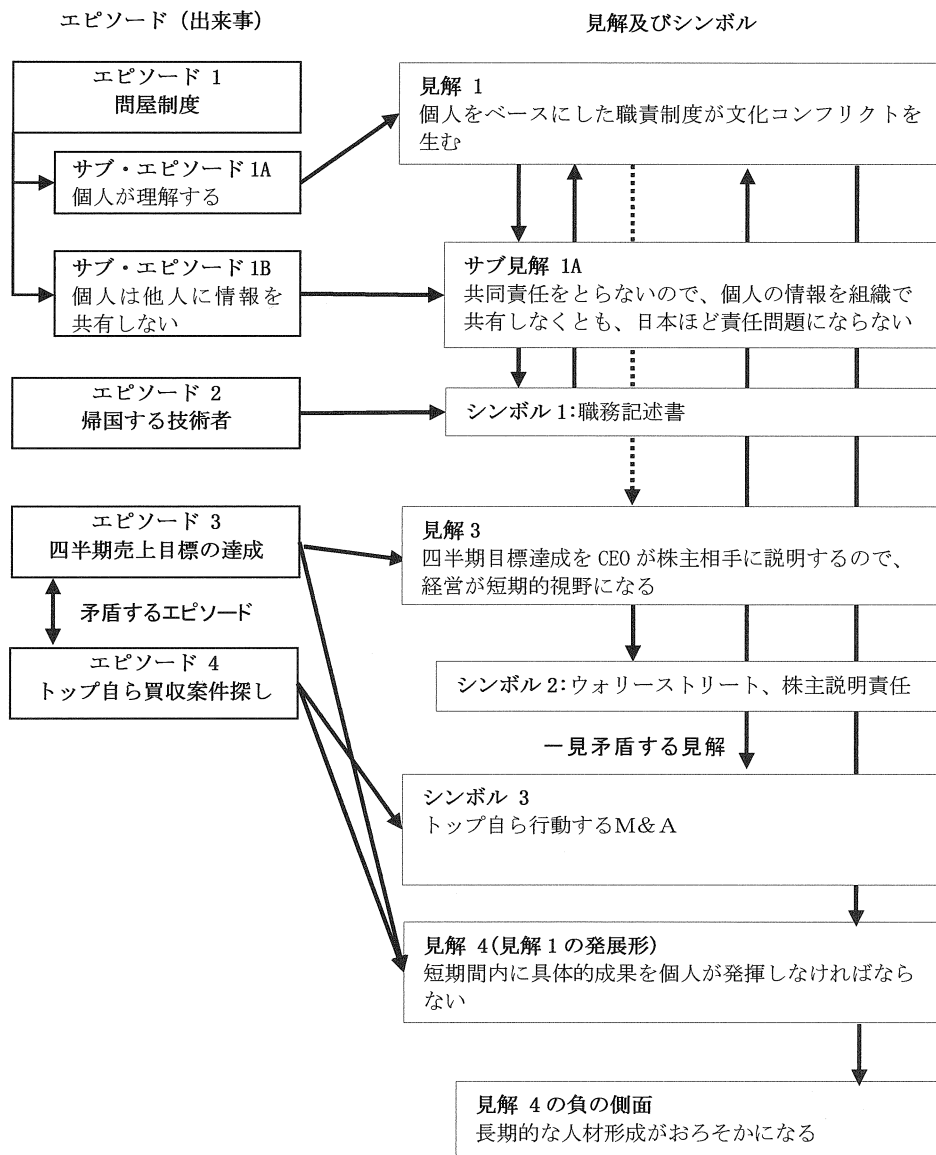 エピソード（出来事）
見解及びシンボル
エピソード 1
問屋制度
見解 1
個人をベースにした職責制度が文化コンフリクトを
生む
サブ・エピソード 1A
個人が理解する
サブ・エピソード 1B
個人は他人に情報を
共有しない
サブ見解 1A
共同責任をとらないので、個人の情報を組織で
共有しなくとも、日本ほど責任問題にならない
エピソード 2
帰国する技術者
シンボル 1：職務記述書
エピソード 3
四半期売上目標の達成
見解 3
四半期目標達成を CEO が株主相手に説明するので、
経営が短期的視野になる
矛盾するエピソード
エピソード 4
トップ自ら買収案件探し
シンボル 2：ウォリーストリート、株主説明責任
一見矛盾する見解
シンボル 3
トップ自ら行動するM＆A
見解 4(見解 1 の発展形)
短期間内に具体的成果を個人が発揮しなければなら
ない
見解 4 の負の側面
長期的な人材形成がおろそかになる